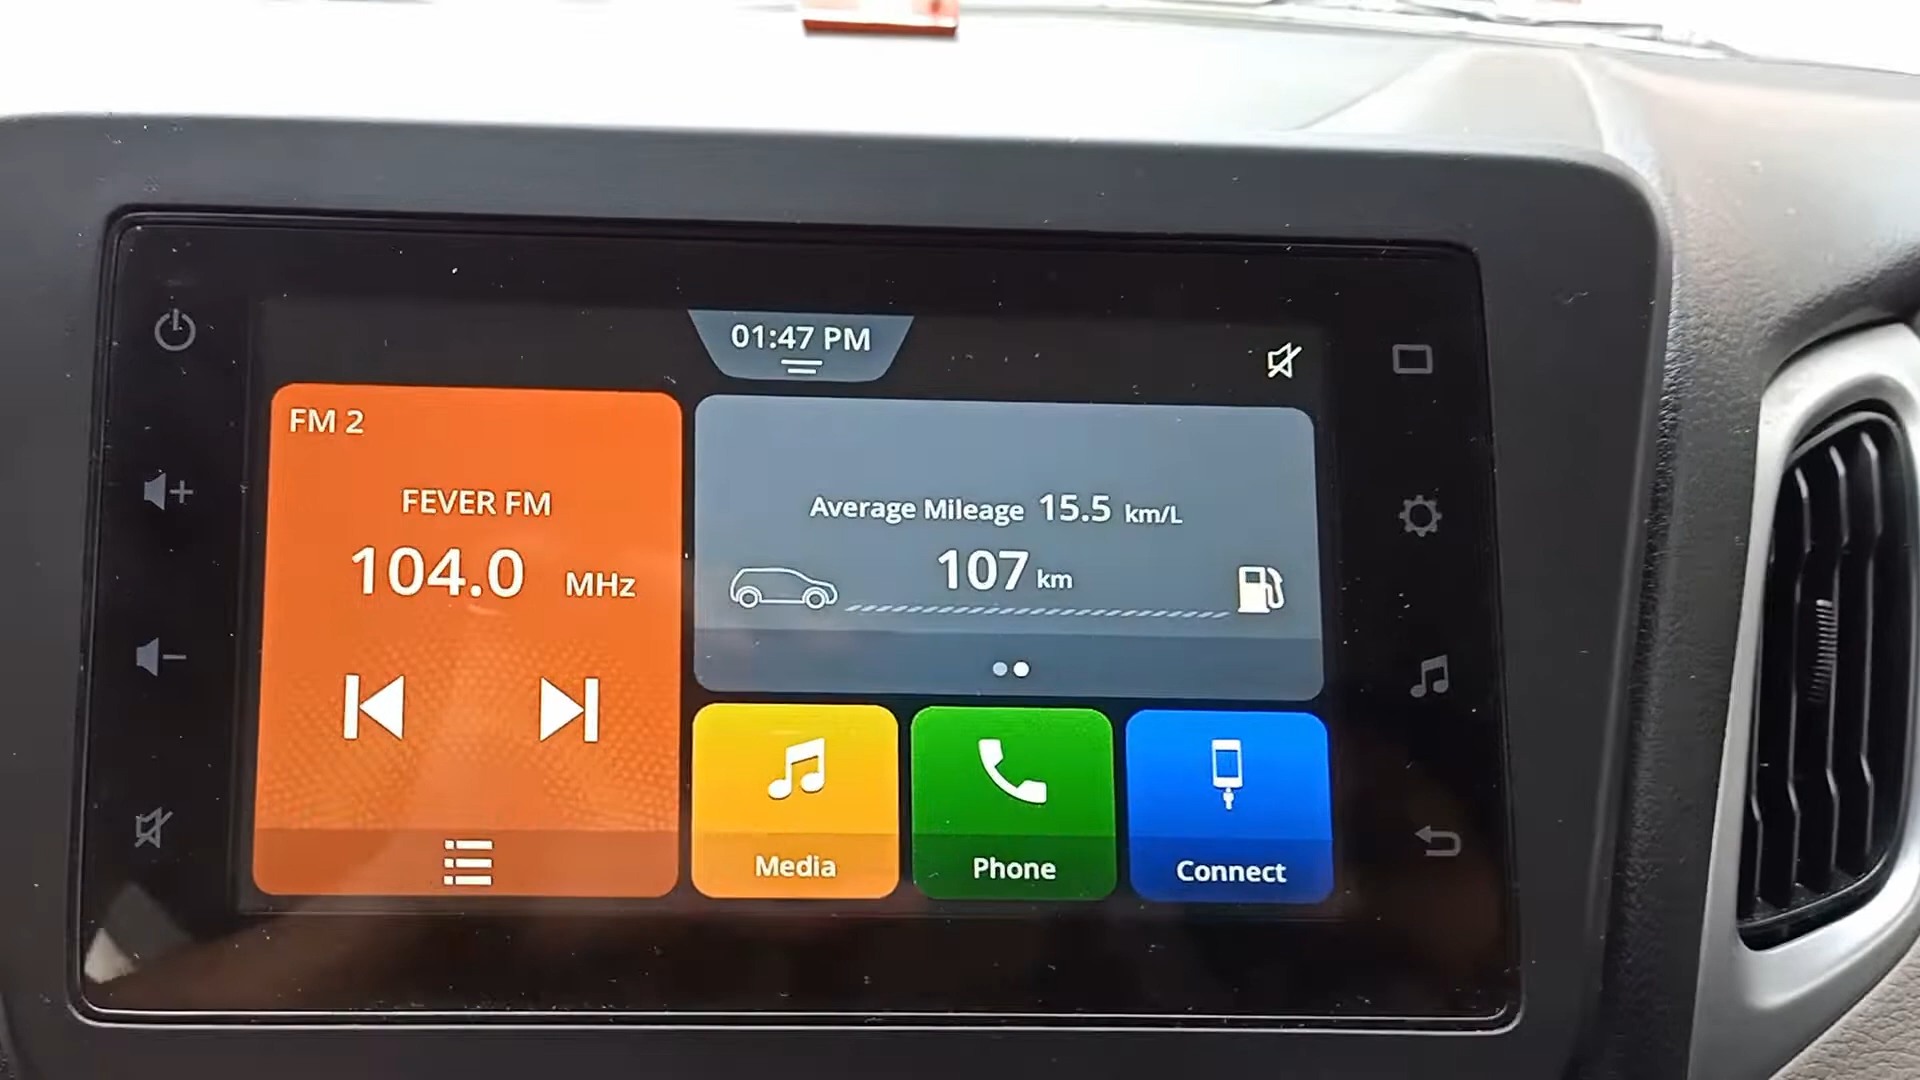 01:47 PM
FM 2
FEVER FM
104.0 MHz
Average Mileage 15.5 km/L
107 km
Media
Phone
Connect